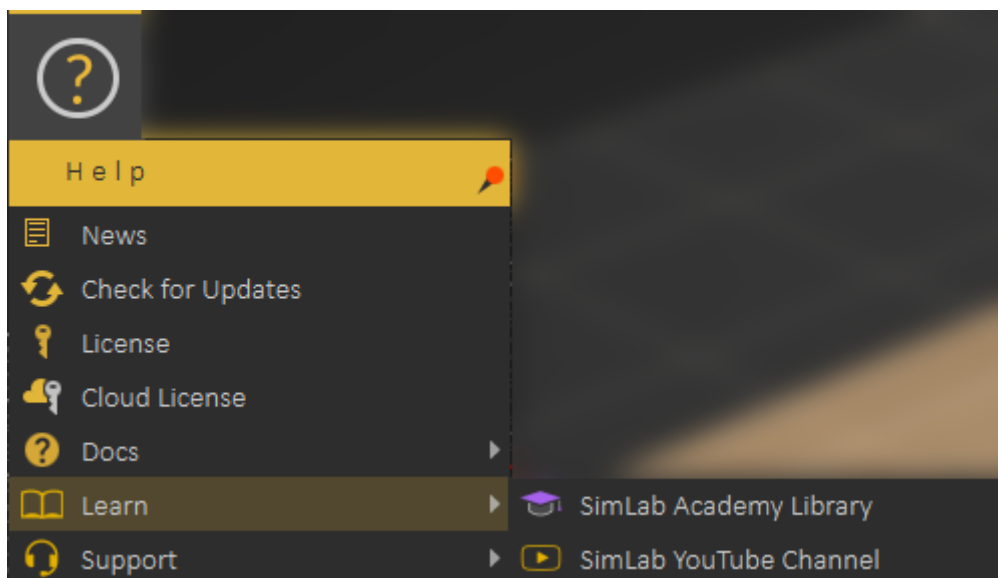 Help
News
Check for Updates
License
Cloud License
Docs
Learn
SimLab Academy Library
Support
SimLab YouTube Channel